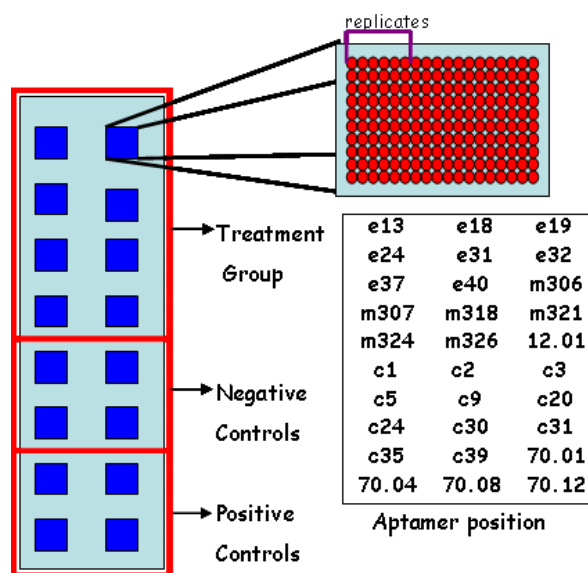 replicates
Treatment
Group
Negative
Controls
Positive
Controls
e13 e18 e19
e24 e31 e32
e37 e40 m306
m307 m318 m321
m324 m326 12.01
c1 c2 c3
c5 c9 c20
c24 c30 c31
c35 c39 70.01
70.04 70.08 70.12
Aptamer position